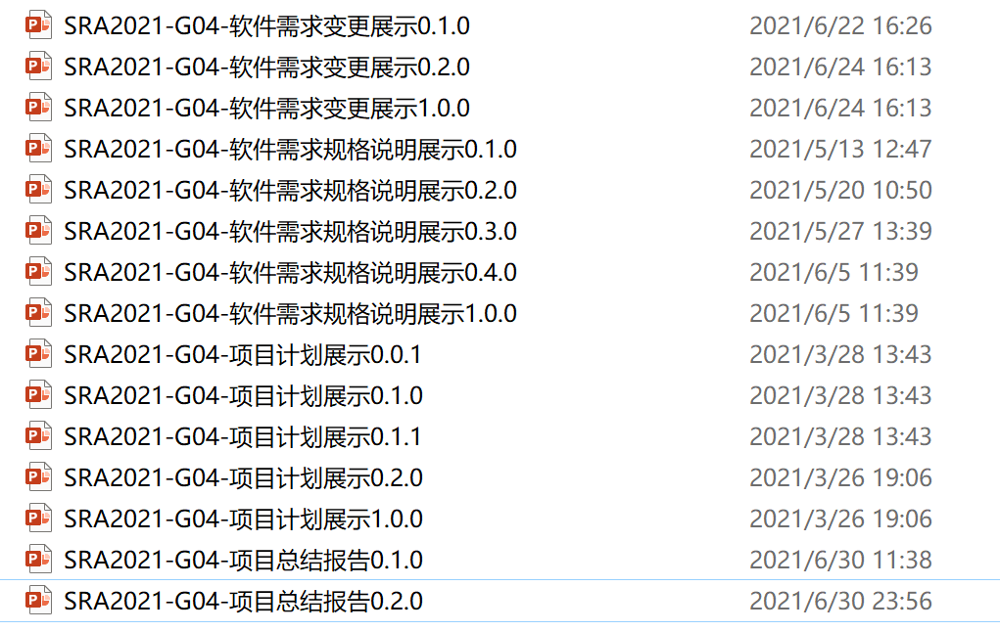 SRA2021-G04-软件需求变更展示0.1.0 2021/6/22 16:26
SRA2021-G04-软件需求变更展示0.2.0 2021/6/24 16:13
SRA2021-G04-软件需求变更展示1.0.0 2021/6/24 16:13
SRA2021-G04-软件需求规格说明展示0.1.0 2021/5/13 12:47
SRA2021-G04-软件需求规格说明展示0.2.0 2021/5/20 10:50
SRA2021-G04-软件需求规格说明展示0.3.0 2021/5/27 13:39
SRA2021-G04-软件需求规格说明展示0.4.0 2021/6/5 11:39
SRA2021-G04-软件需求规格说明展示1.0.0 2021/6/5 11:39
SRA2021-G04-项目计划展示0.0.1 2021/3/28 13:43
SRA2021-G04-项目计划展示0.1.0 2021/3/28 13:43
SRA2021-G04-项目计划展示0.1.1 2021/3/28 13:43
SRA2021-G04-项目计划展示0.2.0 2021/3/26 19:06
SRA2021-G04-项目计划展示1.0.0 2021/3/26 19:06
SRA2021-G04-项目总结报告0.1.0 2021/6/30 11:38
SRA2021-G04-项目总结报告0.2.0 2021/6/30 23:56